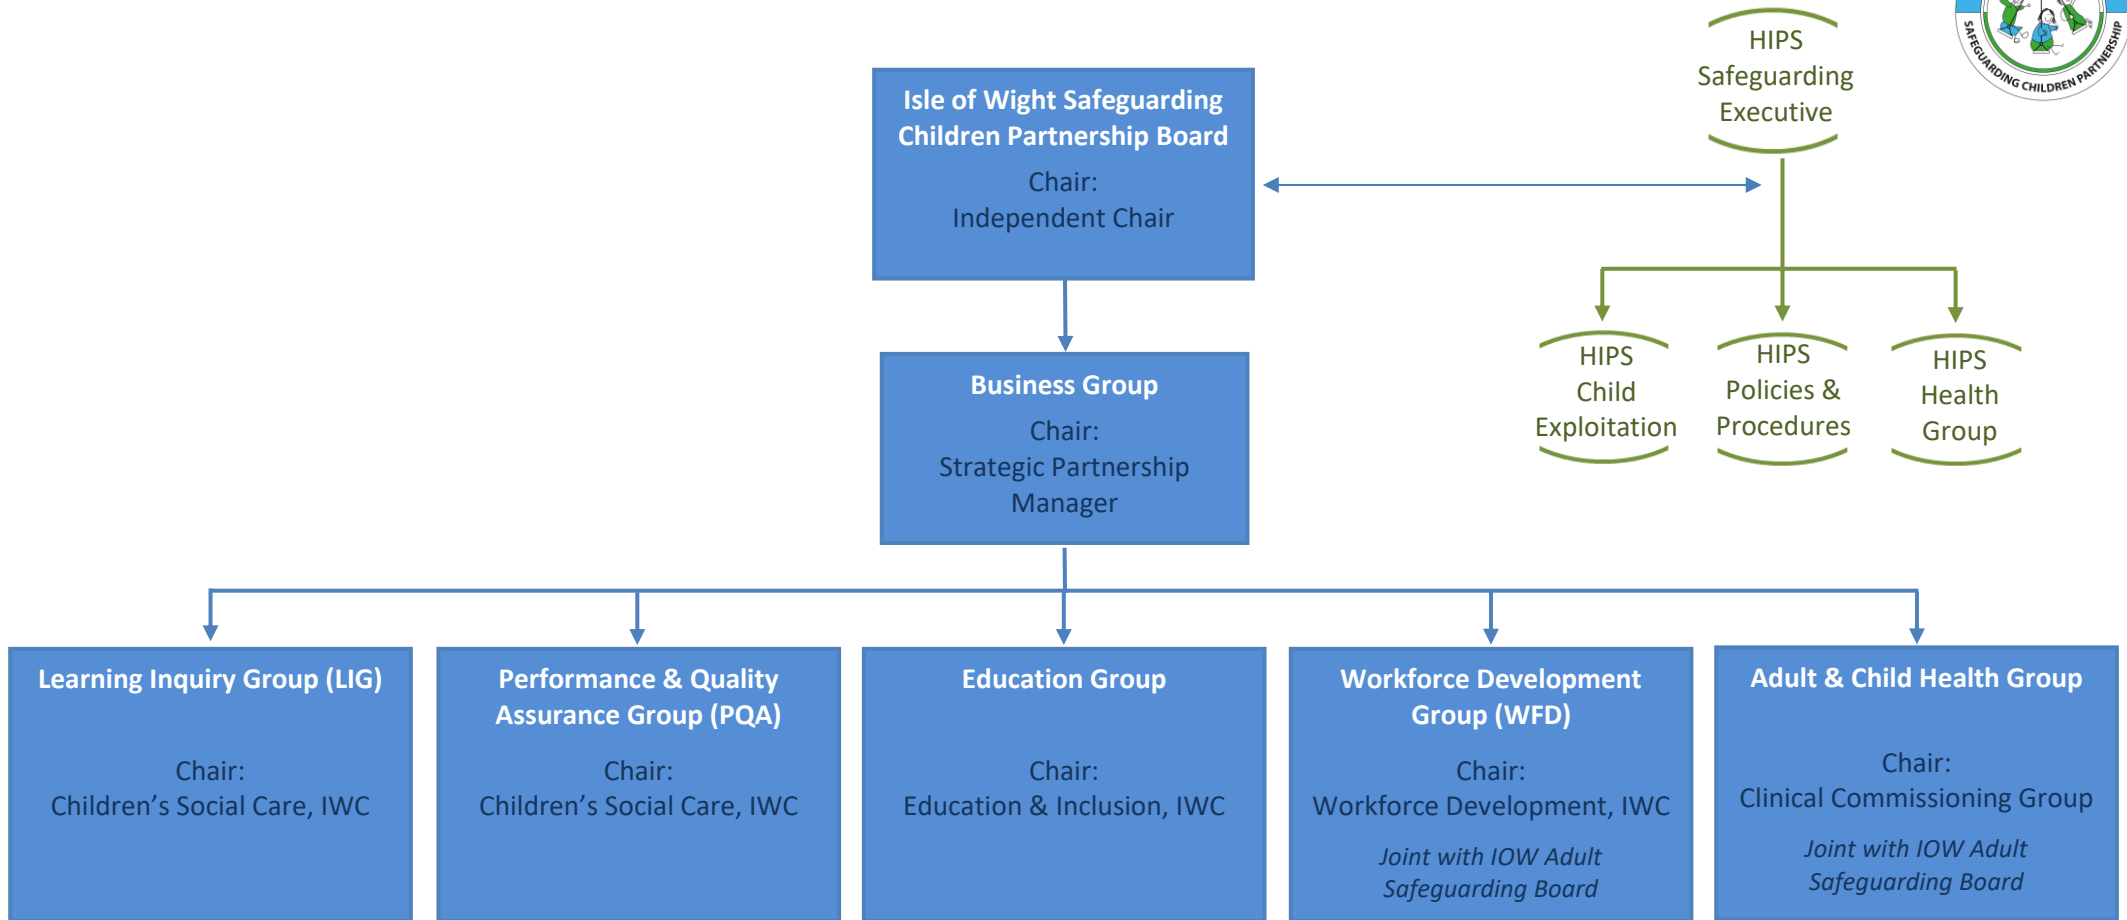 HIPS
Safeguarding
Executive
SAFEGUARDING CHILDREN PARTNERSHIP
Isle of Wight Safeguarding
Children Partnership Board
Chair:
Independent Chair
HIPS
Child
Exploitation
HIPS
Policies &
Procedures
HIPS
Health
Group
Business Group
Chair:
Strategic Partnership
Manager
Learning Inquiry Group (LIG)
Chair:
Children’s Social Care, IWC
Performance & Quality
Assurance Group (PQA)
Chair:
Children’s Social Care, IWC
Education Group
Chair:
Education & Inclusion, IWC
Workforce Development
Group (WFD)
Chair:
Workforce Development, IWC
Joint with IOW Adult
Safeguarding Board
Adult & Child Health Group
Chair:
Clinical Commissioning Group
Joint with IOW Adult
Safeguarding Board